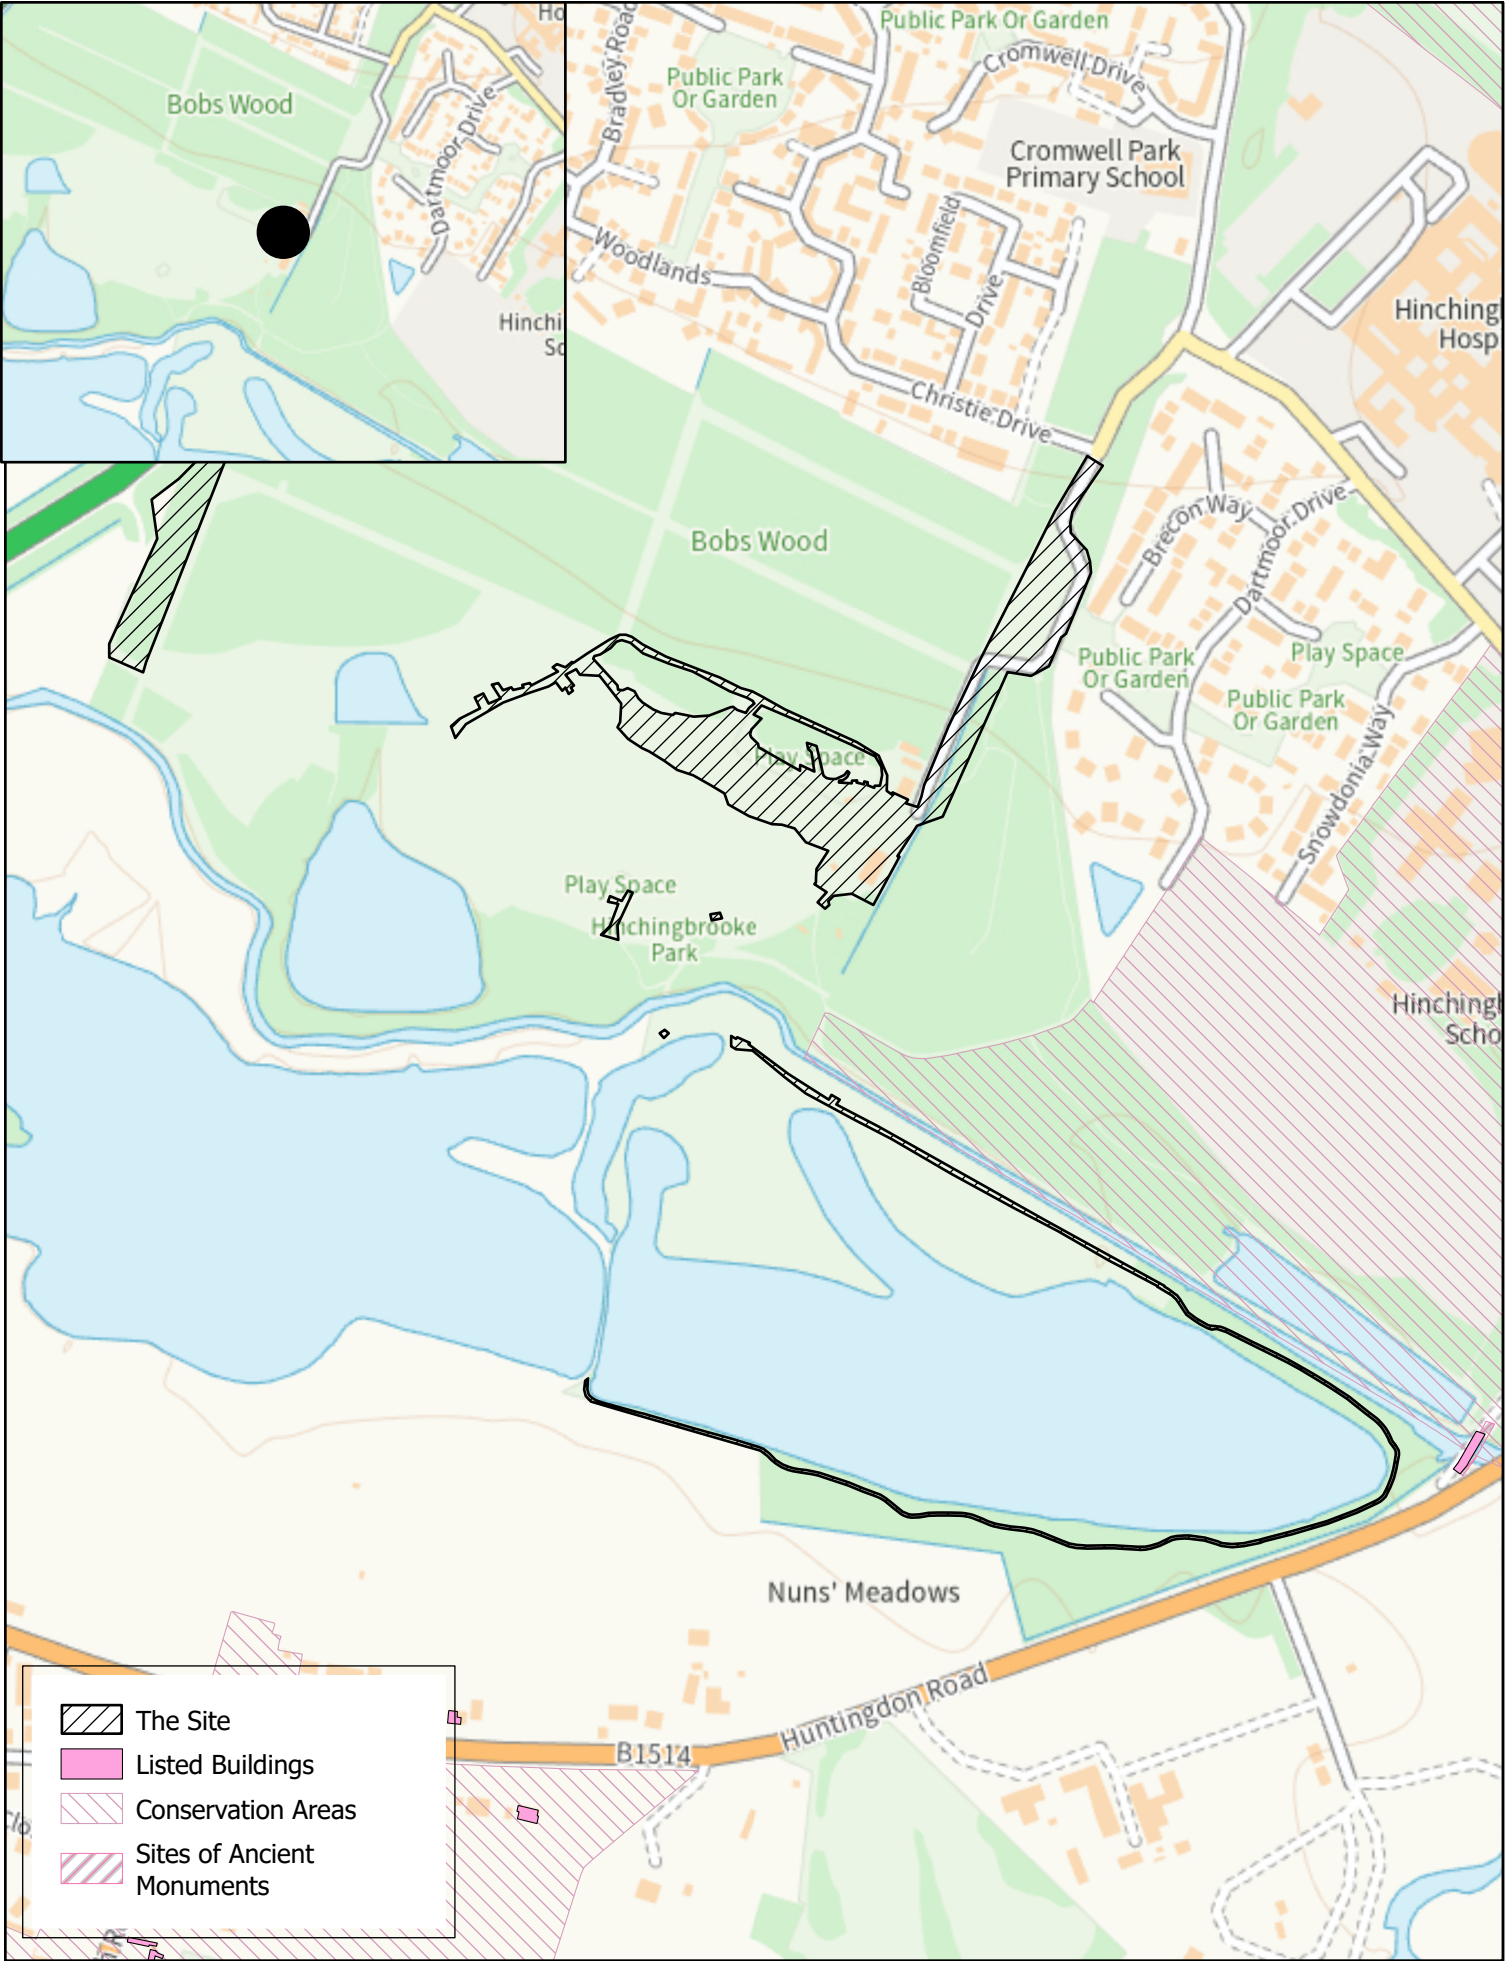 Ho
Bobs Wood
Dartmoor Drive
Hinchi
Sc
Public Park Or Garden
Bradley Road
Public Park
Or Garden
Cromwell Drive
Cromwell Park
Primary School
Woodlands
Bloomfield
Drive
Hinching
Hosp
Christie Drive
Bobs Wood
Brecon Way
Dartmoor Drive
Public Park
Or Garden
Play Space
Public Park
Or Garden
Snowdonia Way
Play Space
Play Space
Hinchingbrooke
Park
Hinchingb
Scho
Nuns' Meadows
Huntingdon Road
B1514
The Site
Listed Buildings
Conservation Areas
Sites of Ancient
Monuments